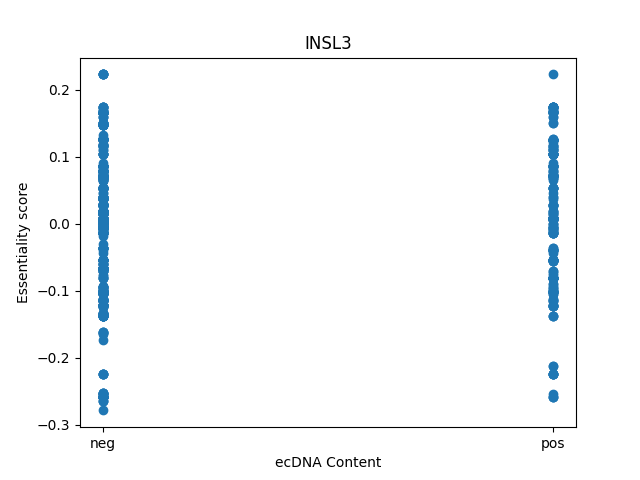 INSL3
Essentiality score
0.2
0.1
0.0
−0.1
−0.2
−0.3
neg
pos
ecDNA Content